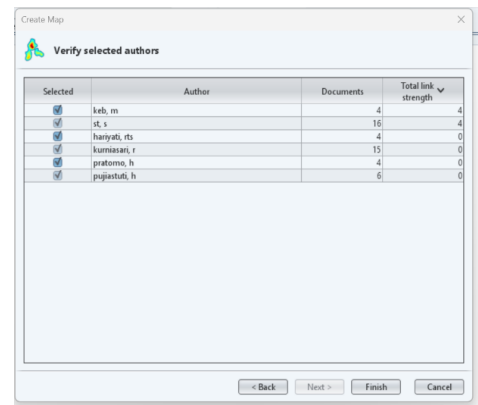 Create Map
Verify selected authors
Selected Author Documents Total link strength
keb, m 4 4
st, s 16 4
hariyati, rts 4 0
kurniasari, r 15 0
pratomo, h 4 0
pujiastuti, h 6 0
< Back Next > Finish Cancel